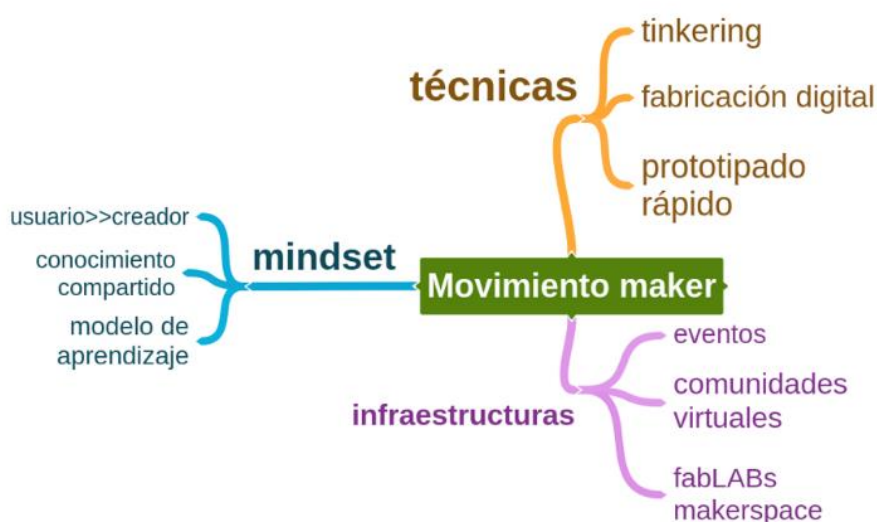 técnicas
tinkering
fabricación digital
prototipado
rápido
mindset
usuario>>creador
conocimiento
compartido
modelo de
aprendizaje
Movimiento maker
infraestructuras
eventos
comunidades
virtuales
fabLABs
makerspace